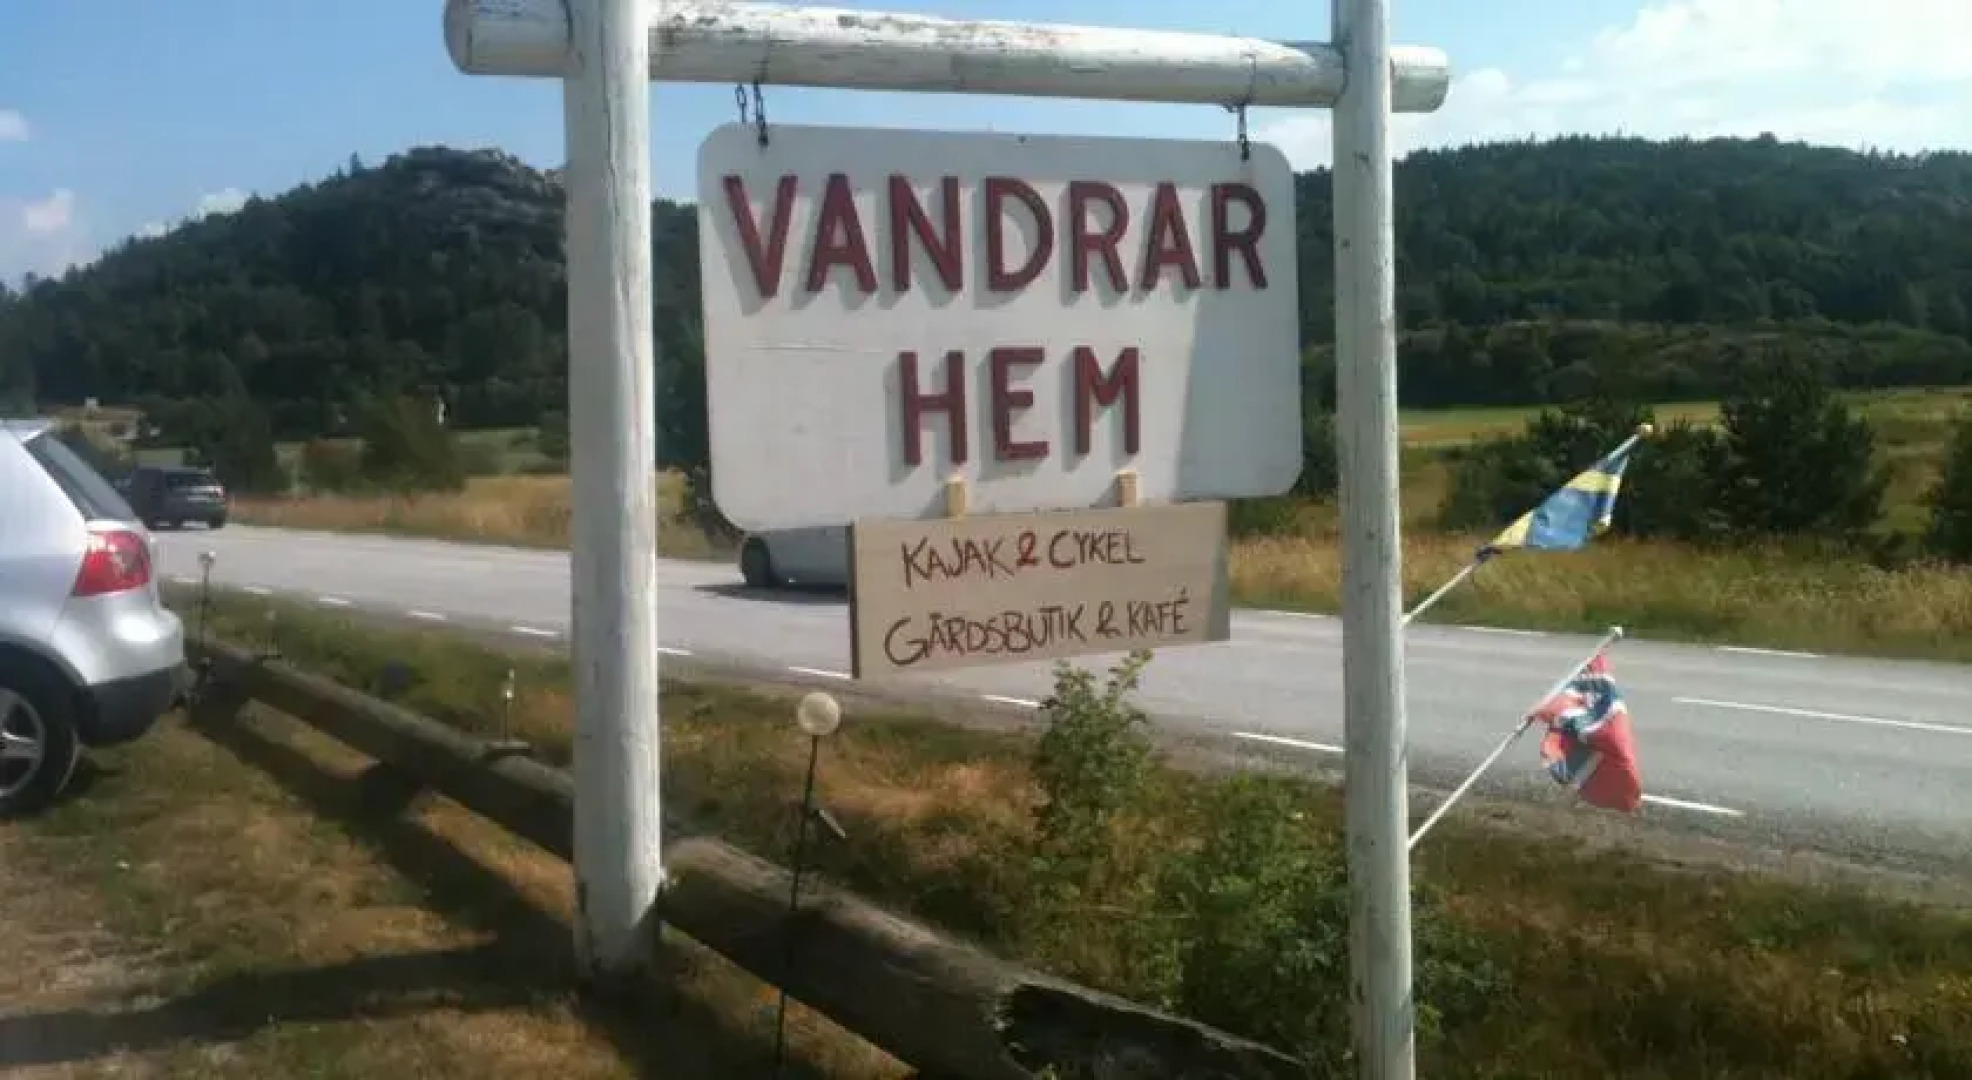 VANDRAR
HEM
KAJAK & CYKEL
GÅRDSBUTIK & KAFÉ